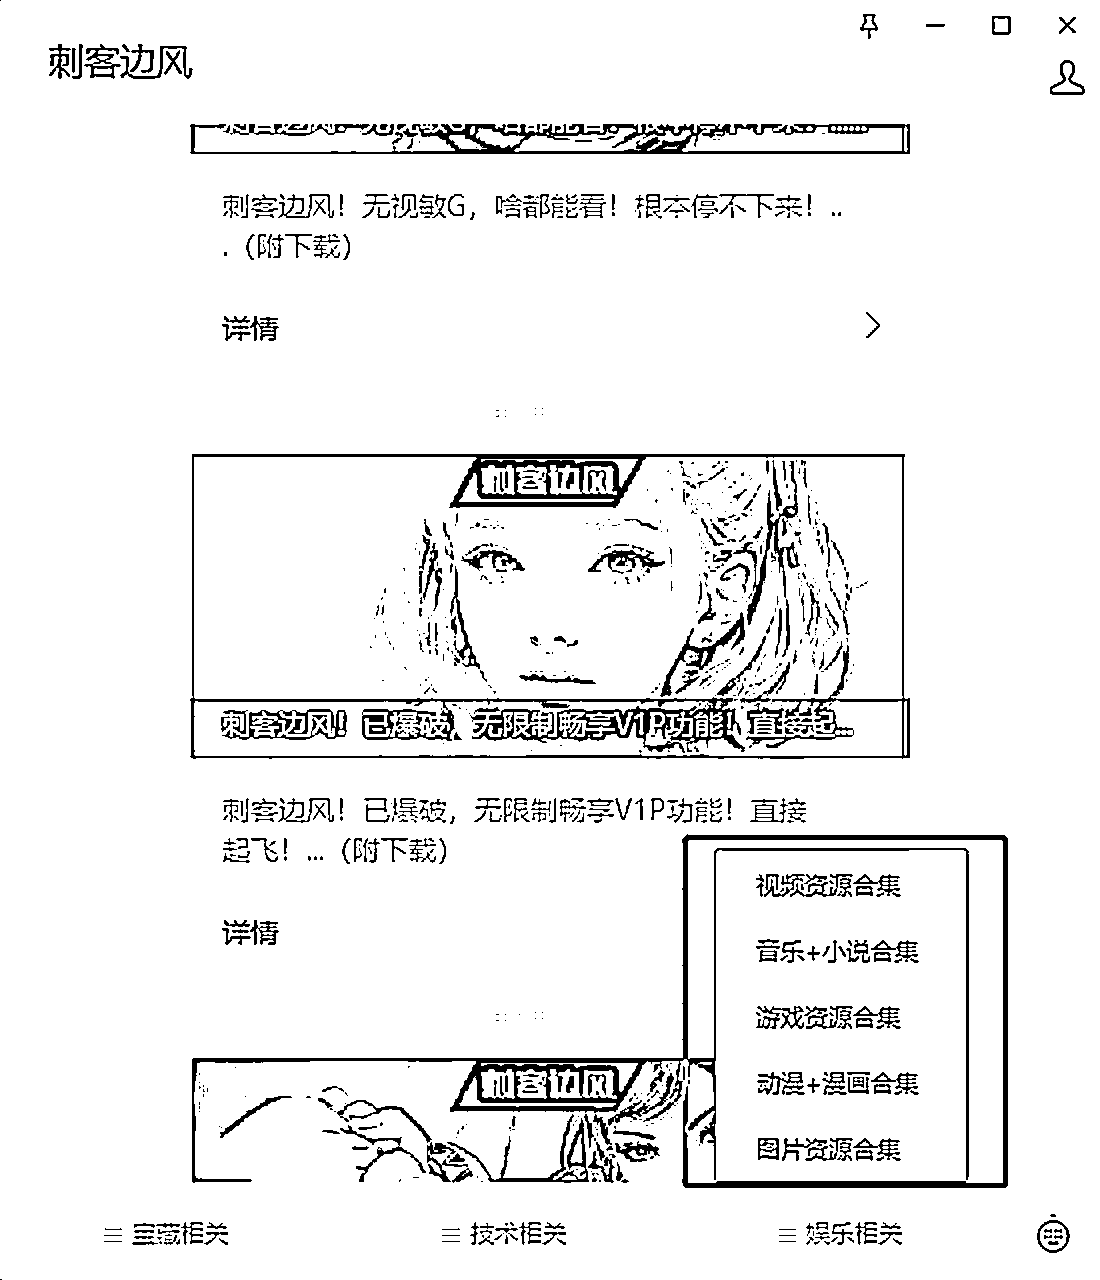 刺客边风
刺客边风！无视敏G，啥都能看！根本停不下来！..
.（附下载）
详情
刺客边风
刺客边风！已爆破，无限制畅享V1P功能！直接起...
刺客边风！已爆破，无限制畅享V1P功能！直接
起飞！...（附下载）
视频资源合集
音乐+小说合集
详情
游戏资源合集
刺客边风
动漫+漫画合集
图片资源合集
宝藏相关
技术相关
娱乐相关